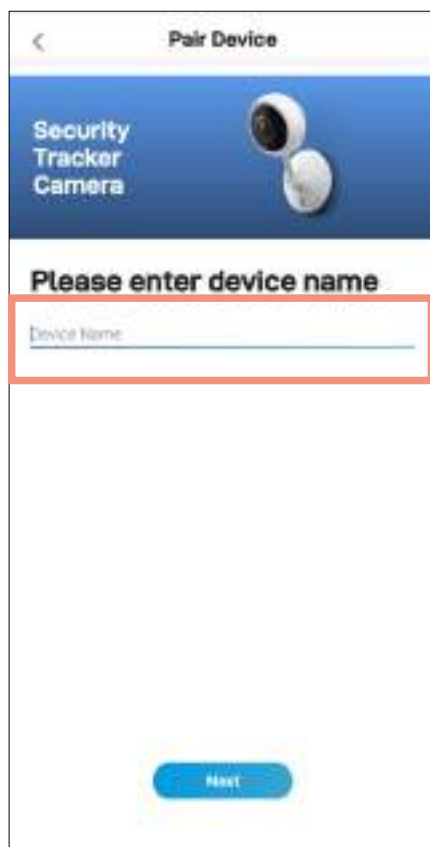 Pair Device
Security
Tracker
Camera
Please enter device name
Device Name
Next